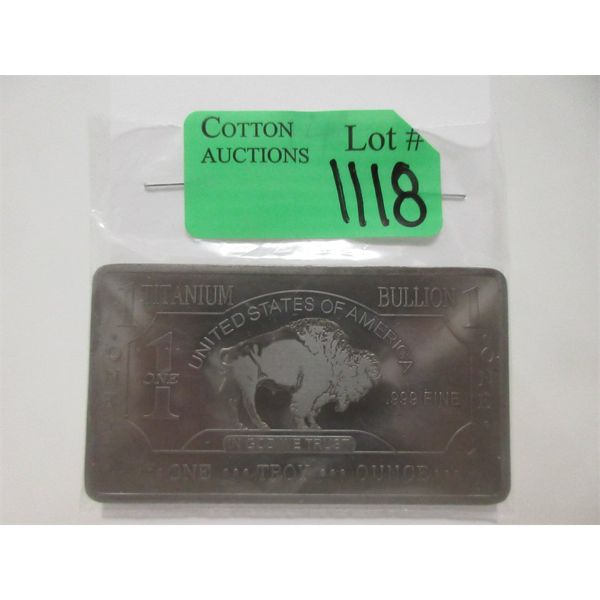 COTTON
AUCTIONS
Lot #
1118
1 TITANIUM BULLION 1
UNITED STATES OF AMERICA
1
ONE
.999 FINE
IN GOD WE TRUST
ONE ••• TROY ••• OUNCE